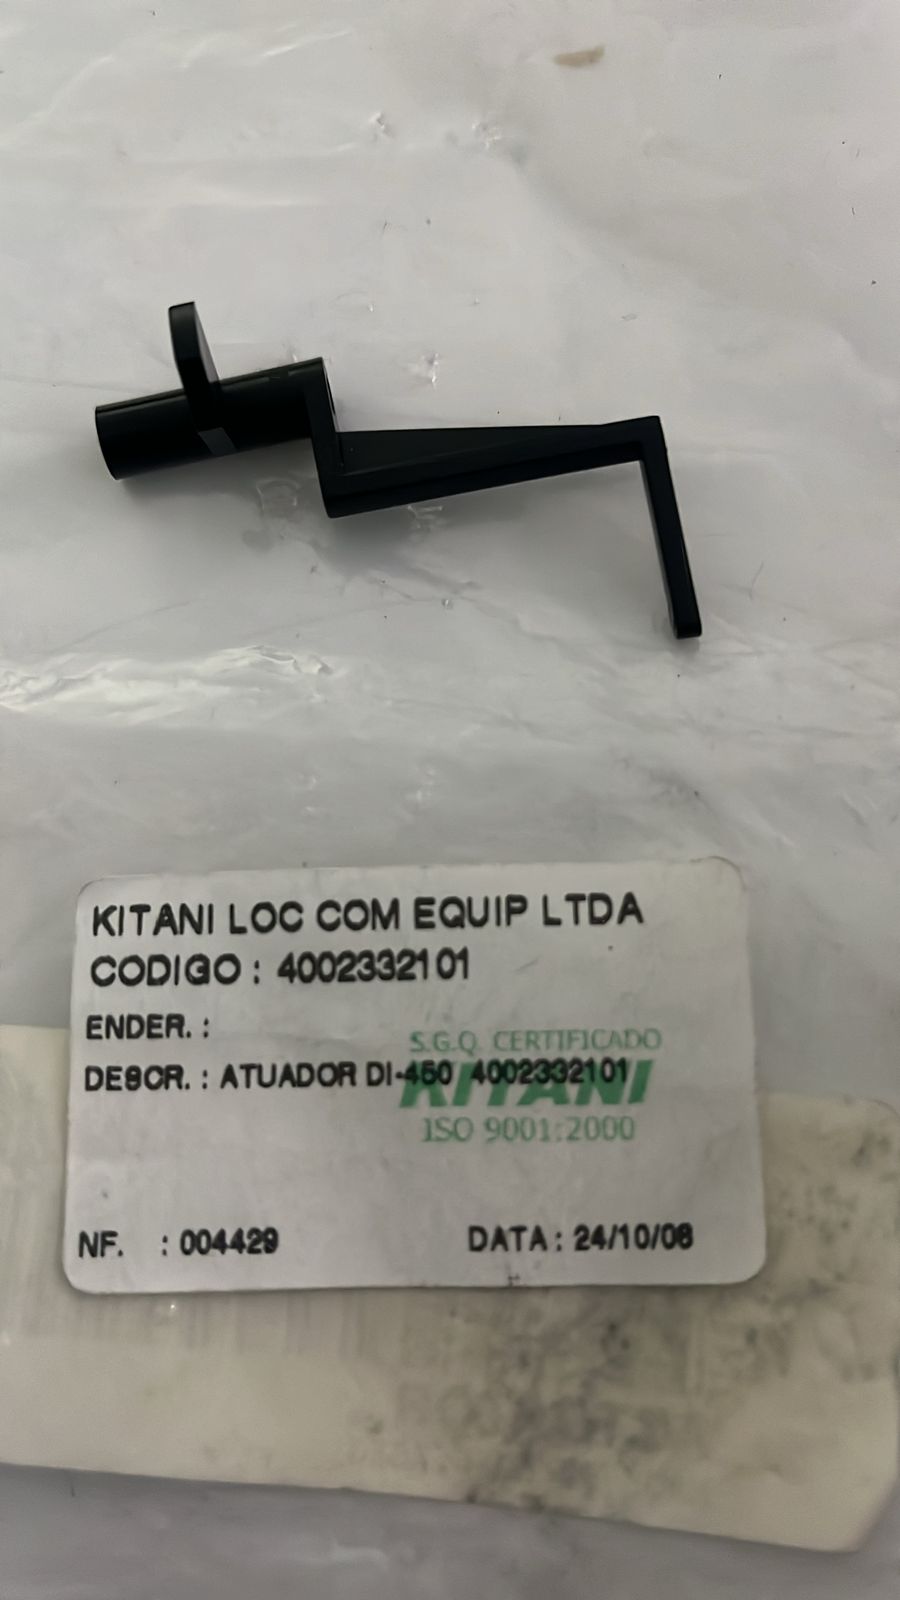 KITANI LOC COM EQUIP LTDA
CODIGO : 4002332101
ENDER. :
S.G.Q. CERTIFICADO
DESCR. : ATUADOR DI-450 4002332101
KITANI
ISO 9001:2000
NF. : 004429 DATA : 24/10/08